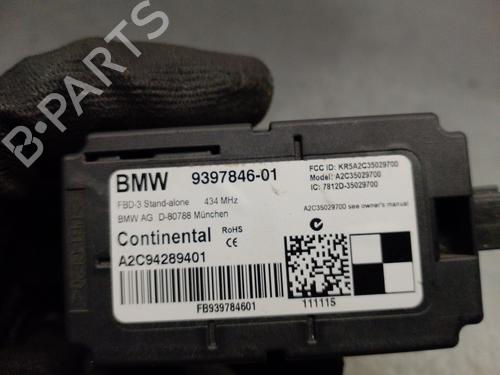 B-PARTS
BMW 9397846-01
FBD-3 Stand-alone 434 MHz
BMW AG D-80788 München
Continental RoHS
CE
A2C94289401
FB939784601
FCC ID: KR5A2C35029700
Model: A2C35029700
IC: 7812D-35029700
A2C35029700 see owner's manual
111115